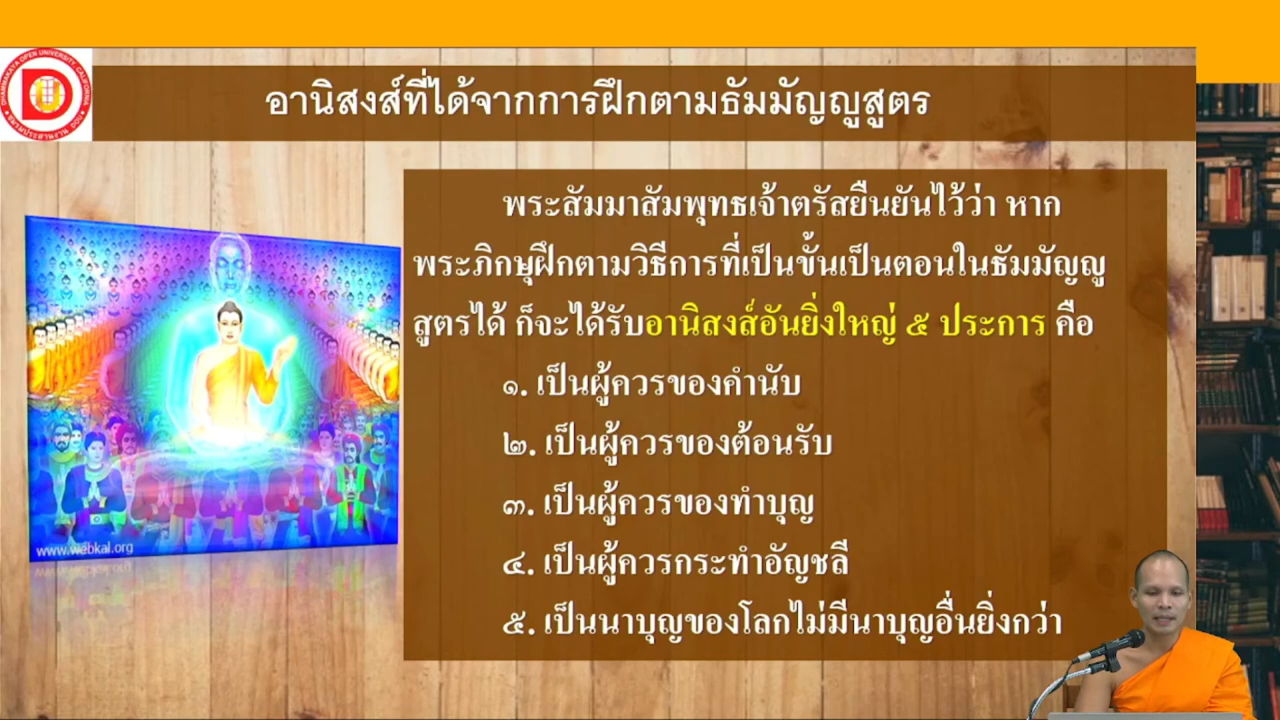 อานิสงส์ที่ได้จากการฝึกตามธัมมัญญูสูตร
DHAMMAKAYA OPEN UNIVERSITY, CALIFORNIA
พระสัมมาสัมพุทธเจ้าตรัสยืนยันไว้ว่า หาก
พระภิกษุฝึกตามวิธีการที่เป็นขั้นเป็นตอนในธัมมัญญู
สูตรได้ ก็จะได้รับอานิสงส์อันยิ่งใหญ่ ๕ ประการ คือ
๑. เป็นผู้ควรของคำนับ
๒. เป็นผู้ควรของต้อนรับ
๓. เป็นผู้ควรของทำบุญ
๔. เป็นผู้ควรกระทำอัญชลี
๕. เป็นนาบุญของโลกไม่มีนาบุญอื่นยิ่งกว่า
www.webkal.org